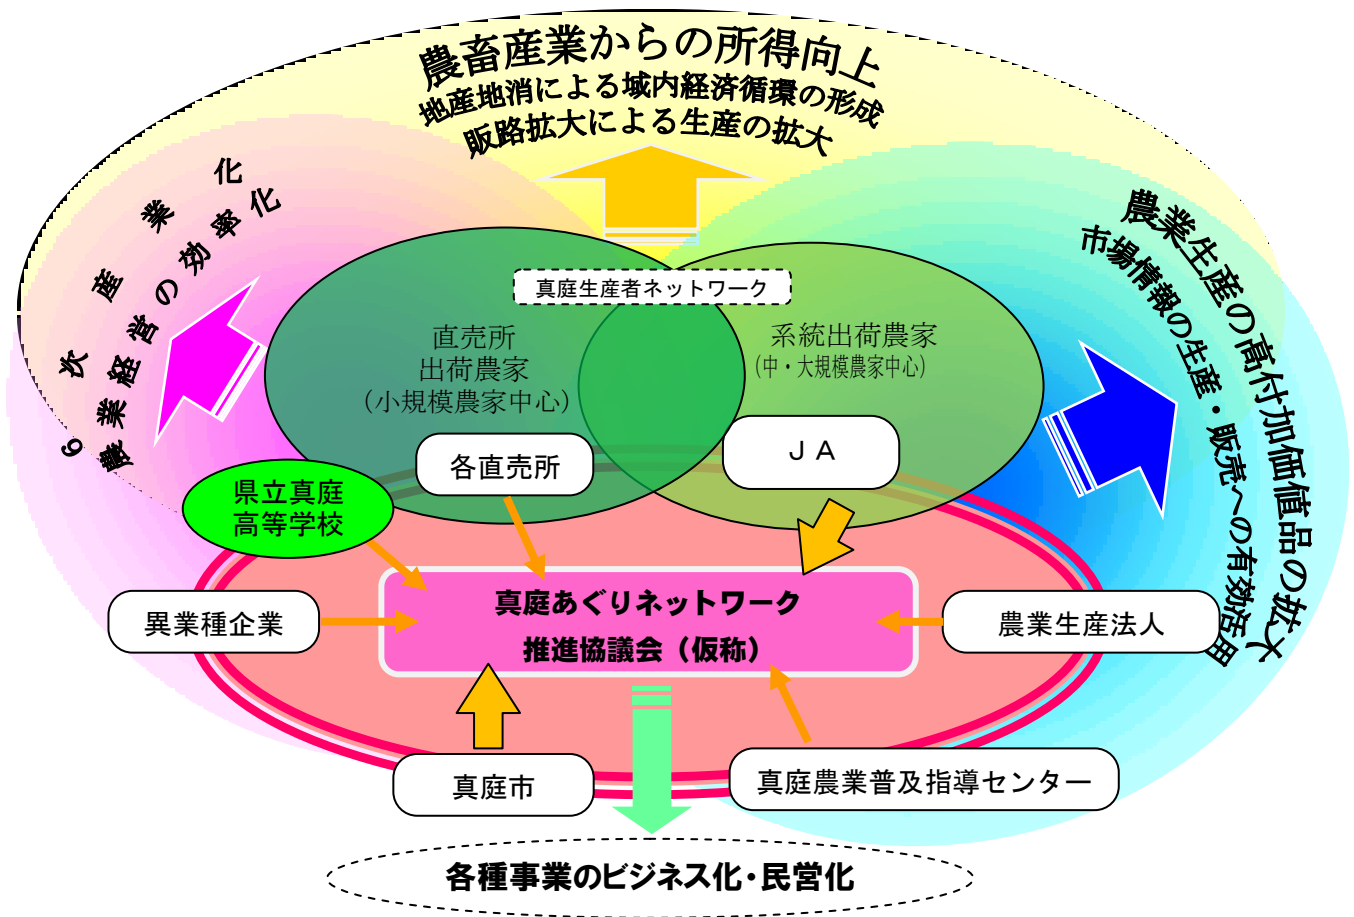 農畜産業からの所得向上
地産地消による域内経済循環の形成
販路拡大による生産の拡大
６次産業化
農業経営の効率化
農業生産の高付加価値品の拡大
市場情報の生産・販売への有効活用
真庭生産者ネットワーク
直売所
出荷農家
（小規模農家中心）
系統出荷農家
（中・大規模農家中心）
各直売所
ＪＡ
県立真庭
高等学校
異業種企業
真庭あぐりネットワーク
推進協議会（仮称）
農業生産法人
真庭市
真庭農業普及指導センター
各種事業のビジネス化・民営化